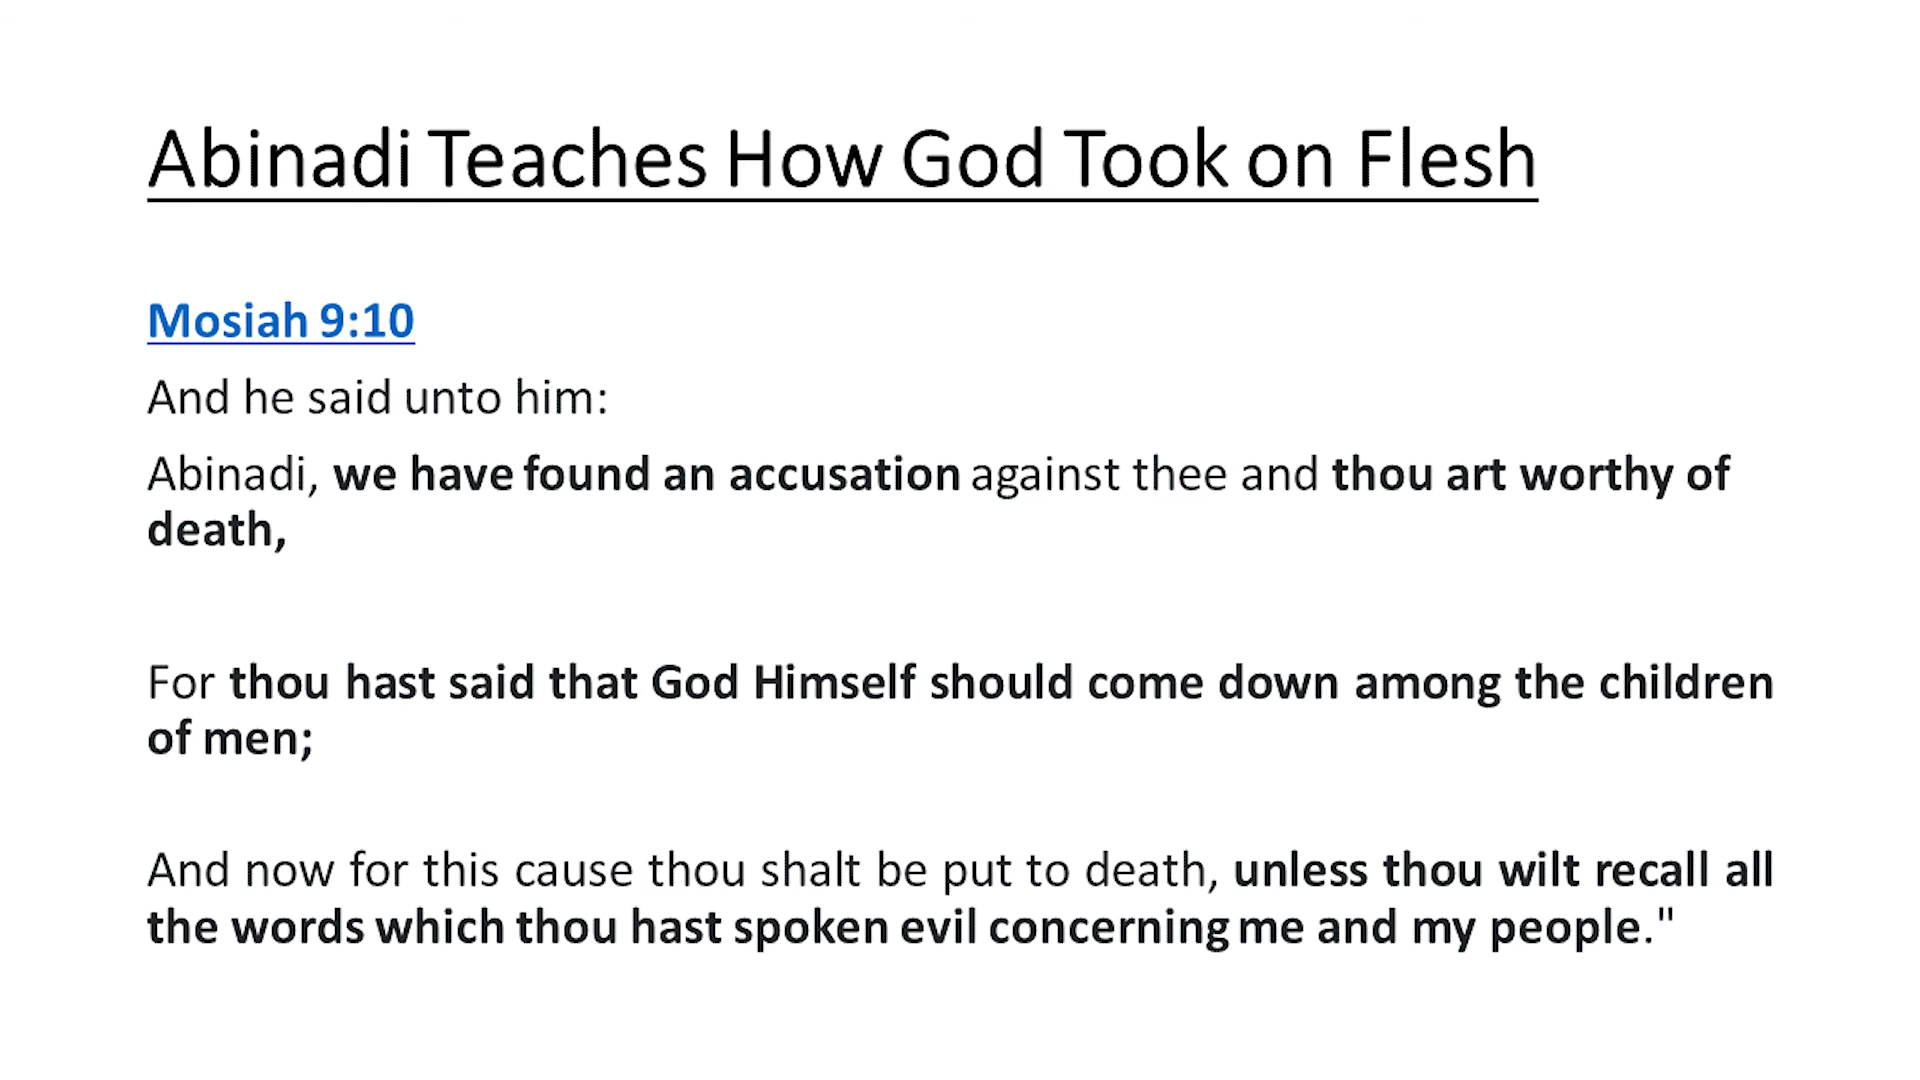 Abinadi Teaches How God Took on Flesh
Mosiah 9:10
And he said unto him:
Abinadi, we have found an accusation against thee and thou art worthy of
death,
For thou hast said that God Himself should come down among the children
of men;
And now for this cause thou shalt be put to death, unless thou wilt recall all
the words which thou hast spoken evil concerning me and my people."